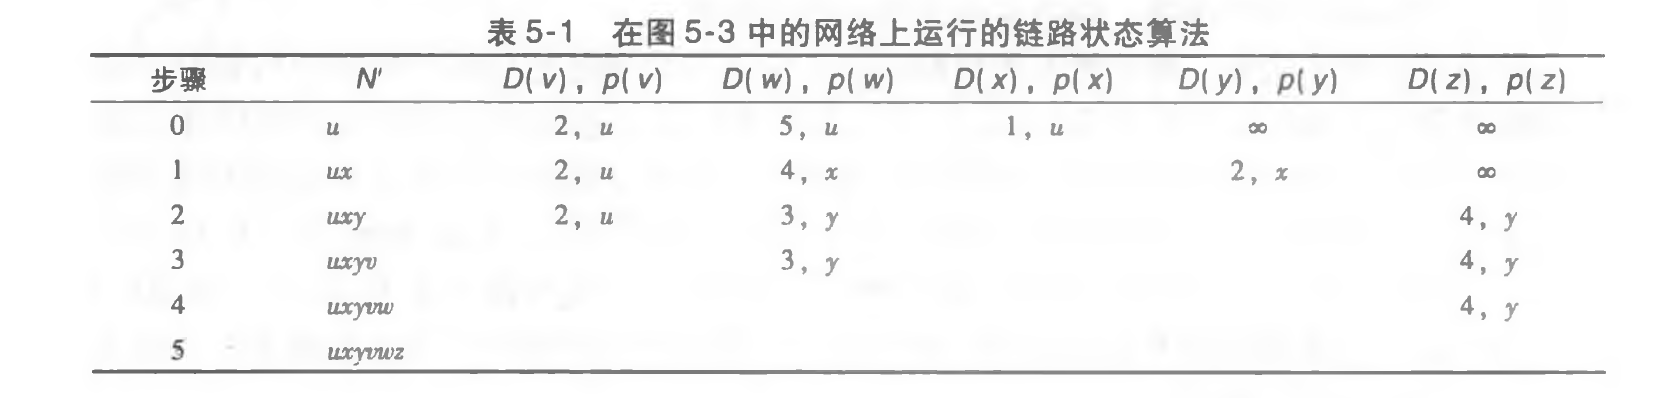 表5-1 在图5-3中的网络上运行的链路状态算法
步骤 N' D(v),p(v) D(w),p(w) D(x),p(x) D(y),p(y) D(z),p(z)
0 u 2,u 5,u 1,u ∞ ∞
1 ux 2,u 4,x 2,x ∞
2 uxy 2,u 3,y 4,y
3 uxyv 3,y 4,y
4 uxyvw 4,y
5 uxyvwz